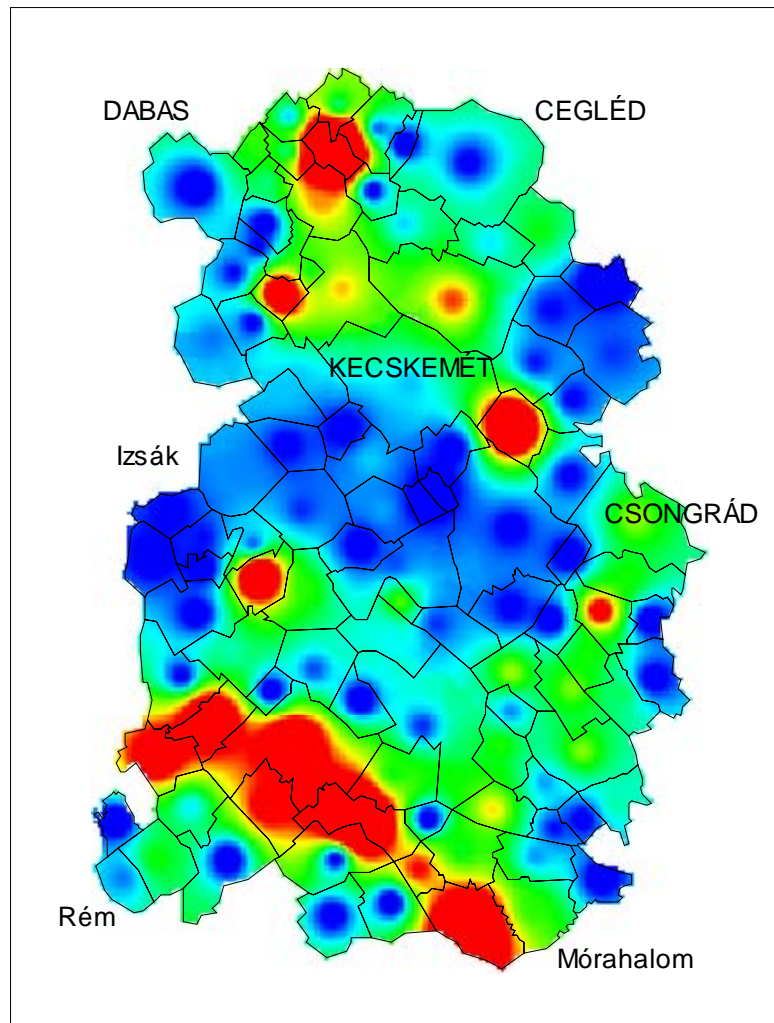 DABAS
CEGLÉD
KECSKEMÉT
Izsák
CSONGRÁD
Rém
Mórahalom